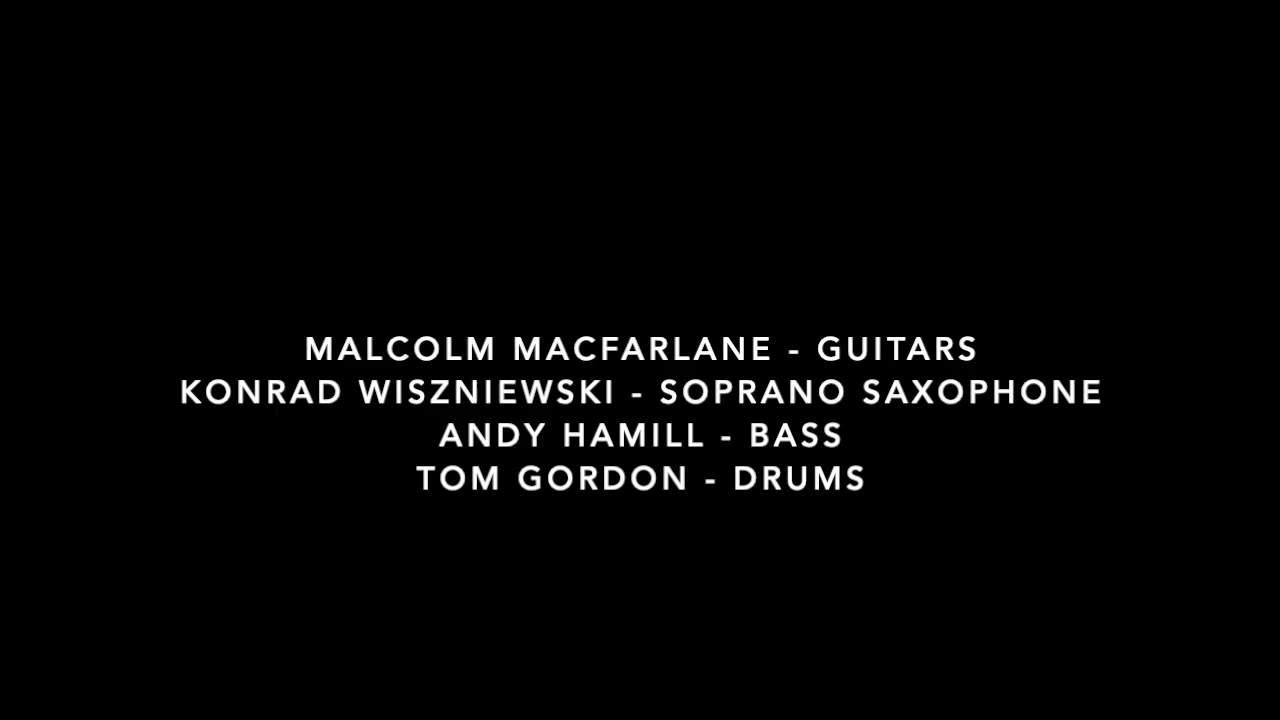 MALCOLM MACFARLANE - GUITARS
KONRAD WISZNIEWSKI - SOPRANO SAXOPHONE
ANDY HAMILL - BASS
TOM GORDON - DRUMS